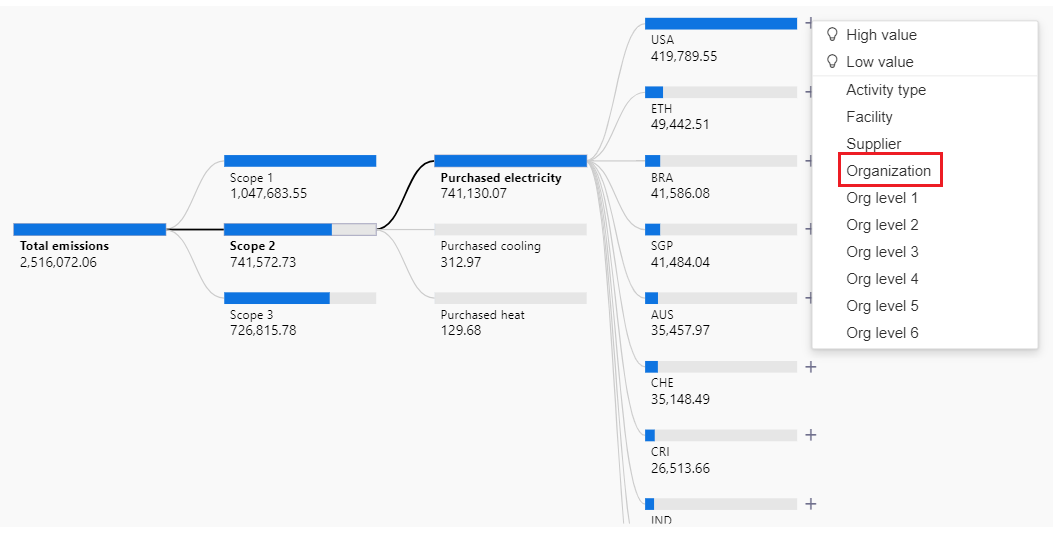 Total emissions
2,516,072.06
Scope 1
1,047,683.55
Scope 2
741,572.73
Scope 3
726,815.78
Purchased electricity
741,130.07
Purchased cooling
312.97
Purchased heat
129.68
USA
419,789.55
ETH
49,442.51
BRA
41,586.08
SGP
41,484.04
AUS
35,457.97
CHE
35,148.49
CRI
26,513.66
IND
High value
Low value
Activity type
Facility
Supplier
Organization
Org level 1
Org level 2
Org level 3
Org level 4
Org level 5
Org level 6